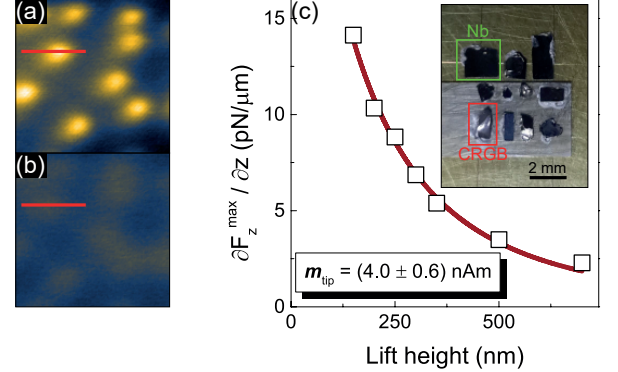 (a)
(b)
(c)
∂F_z^max / ∂z (pN/μm)
15
10
5
0
Nb
CRGB
2 mm
m_tip = (4.0 ± 0.6) nAm
0
250
500
Lift height (nm)